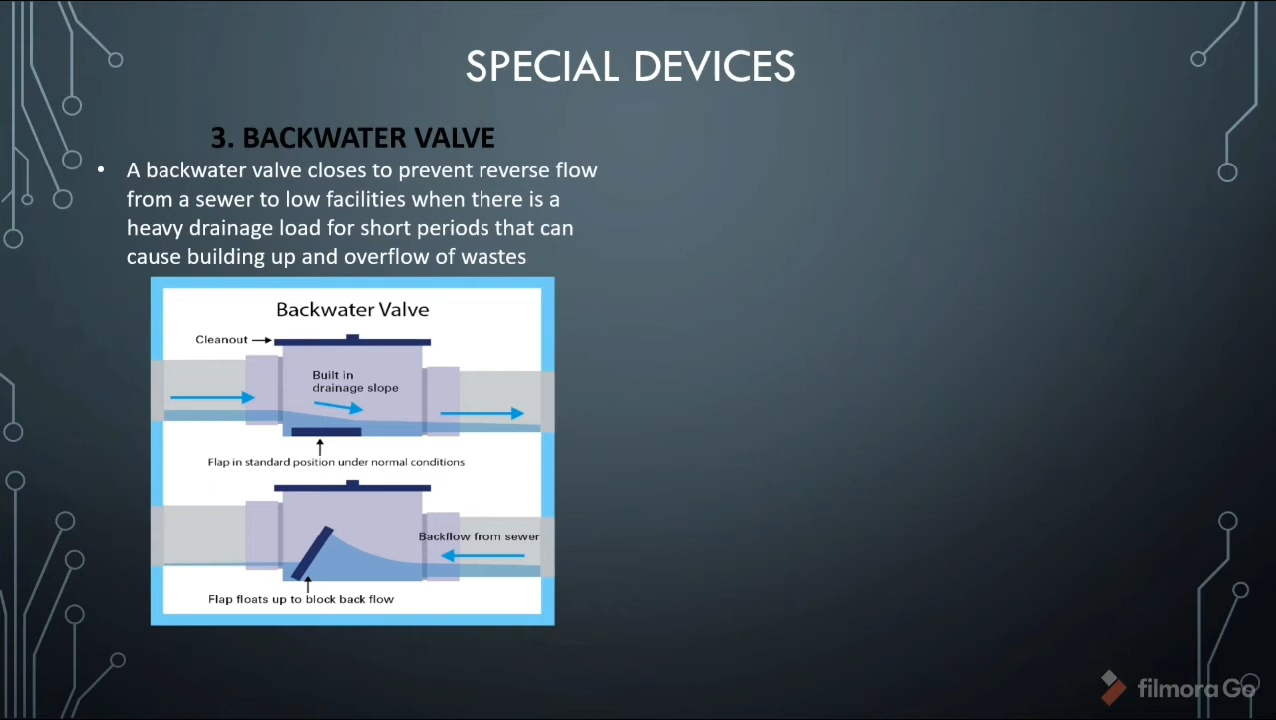 SPECIAL DEVICES
3. BACKWATER VALVE
• A backwater valve closes to prevent reverse flow
from a sewer to low facilities when there is a
heavy drainage load for short periods that can
cause building up and overflow of wastes
Backwater Valve
Cleanout
Built in
drainage slope
Flap in standard position under normal conditions
Backflow from sewer
Flap floats up to block back flow
filmoraGo